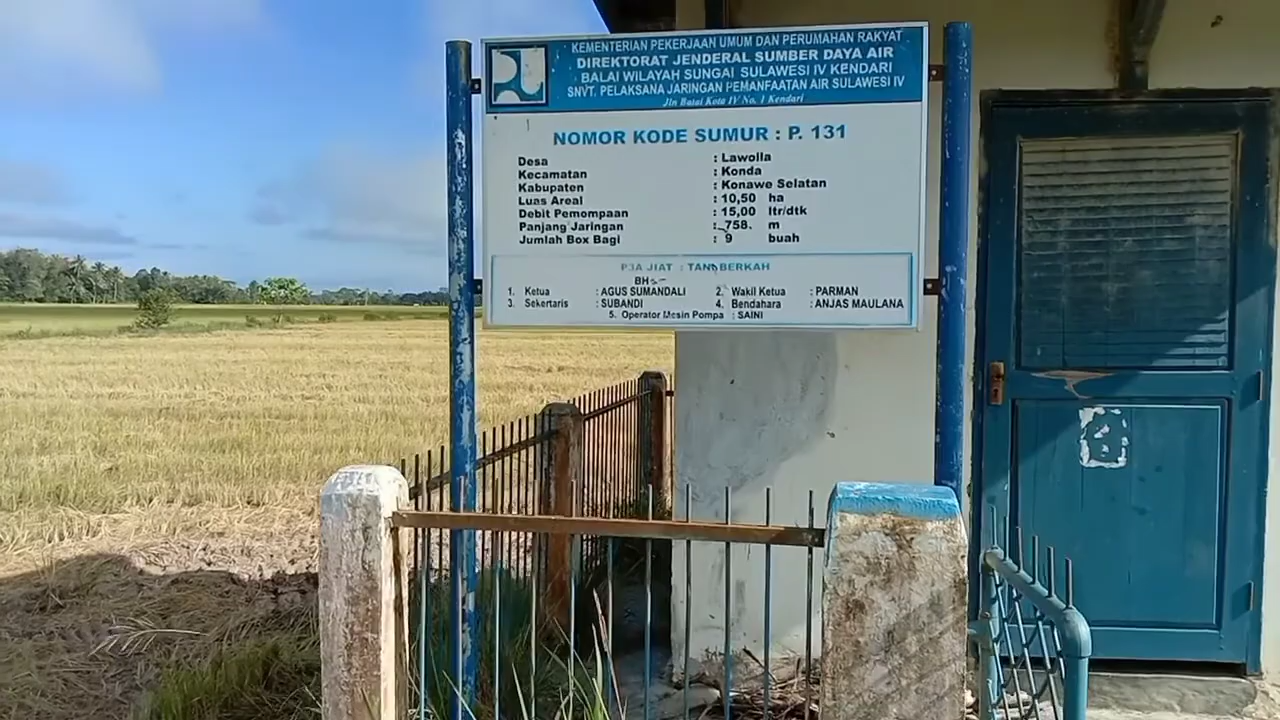 KEMENTERIAN PEKERJAAN UMUM DAN PERUMAHAN RAKYAT
DIREKTORAT JENDERAL SUMBER DAYA AIR
BALAI WILAYAH SUNGAI SULAWESI IV KENDARI
SNVT. PELAKSANA JARINGAN PEMANFAATAN AIR SULAWESI IV
Jln Balai Kota IV No. 1 Kendari
NOMOR KODE SUMUR : P. 131
Desa : Lawolla
Kecamatan : Konda
Kabupaten : Konawe Selatan
Luas Areal : 10,50 ha
Debit Pemompaan : 15,00 ltr/dtk
Panjang Jaringan : 758. m
Jumlah Box Bagi : 9 buah
P3A JIAT : TANI BERKAH
1. Ketua : AGUS SUMANDALI 2. Wakil Ketua : PARMAN
3. Sekertaris : SUBANDI 4. Bendahara : ANJAS MAULANA
5. Operator Mesin Pompa : SAINI